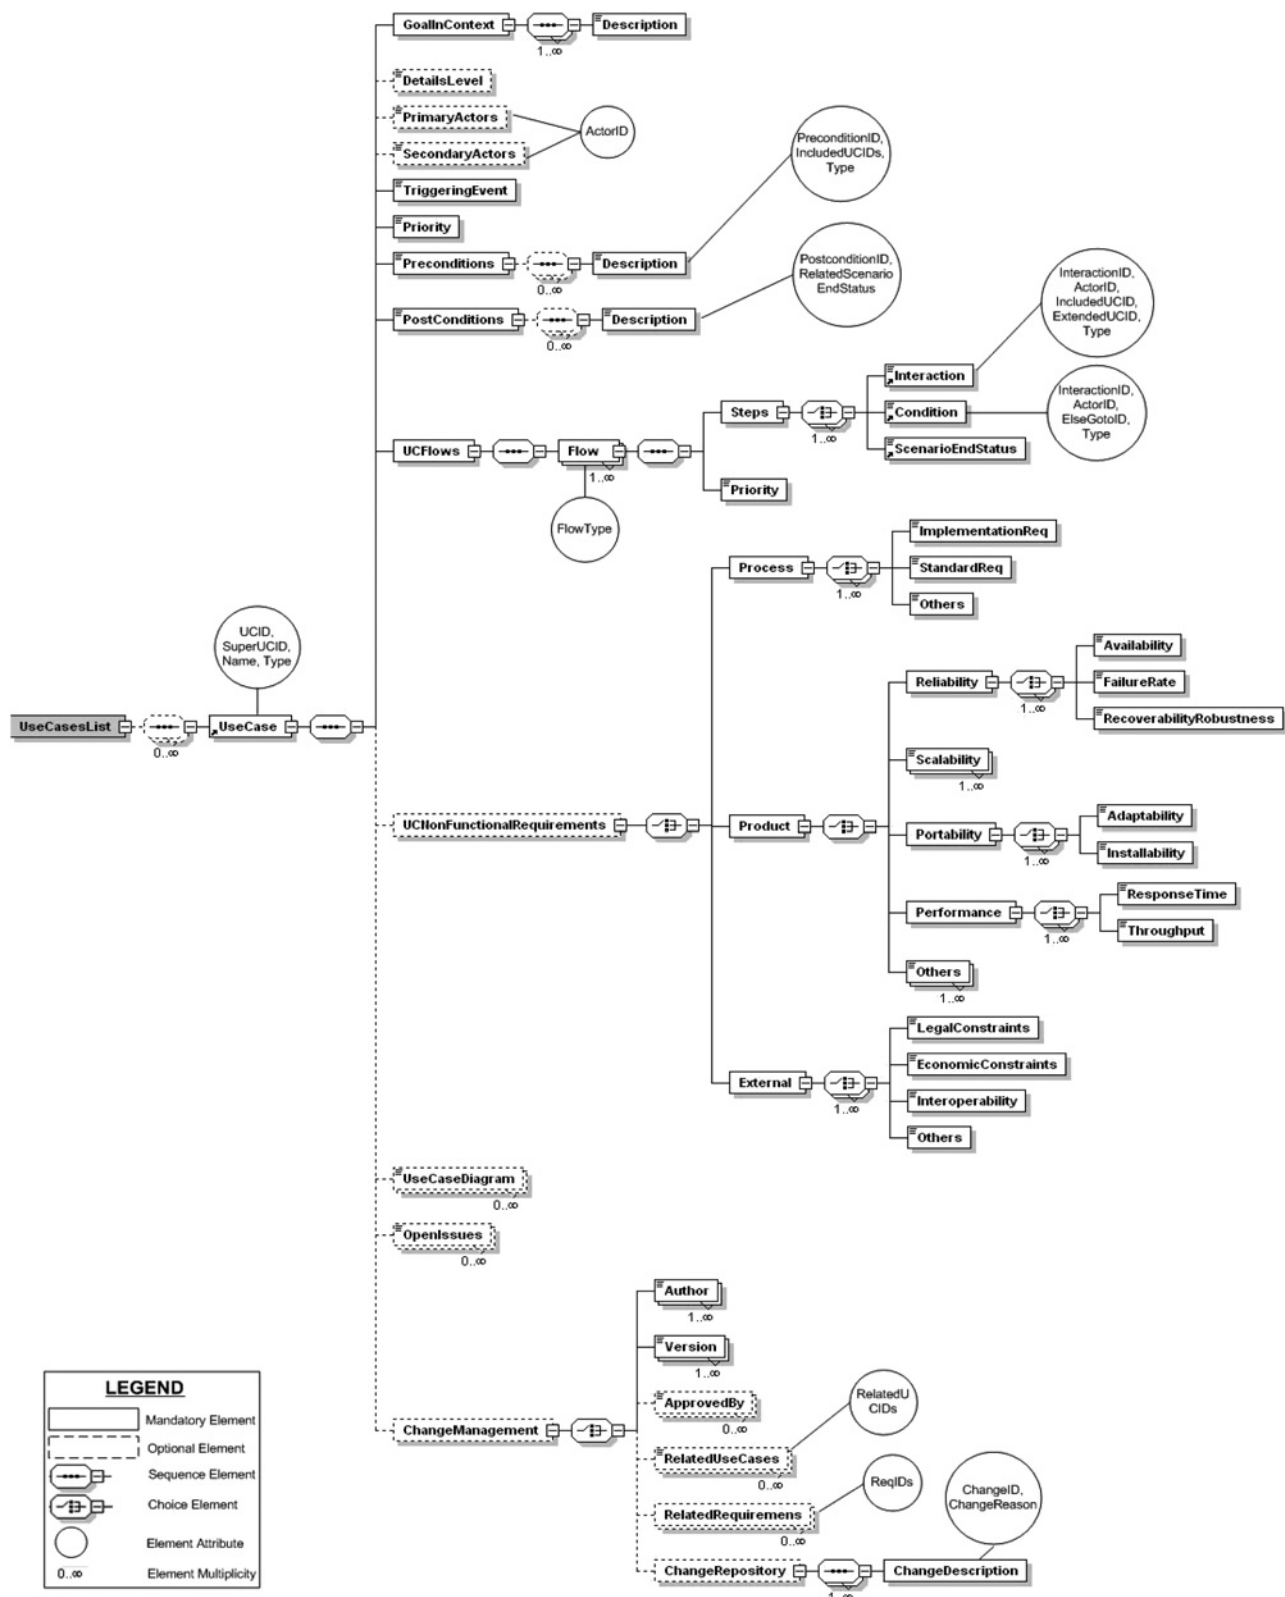 GoalInContext
Description
1..∞
DetailsLevel
PrimaryActors
SecondaryActors
ActorID
TriggeringEvent
Priority
Preconditions
0..∞
Description
PreconditionID,
IncludedUCIDs,
Type
PostConditions
0..∞
Description
PostconditionID,
RelatedScenario
EndStatus
UCFlows
Flow
1..∞
FlowType
Steps
1..∞
Interaction
InteractionID,
ActorID,
IncludedUCID,
ExtendedUCID,
Type
Condition
InteractionID,
ActorID,
ElseGotoID,
Type
ScenarioEndStatus
Priority
UseCasesList
0..∞
UseCase
UCID,
SuperUCID,
Name, Type
UCNonFunctionalRequirements
Process
1..∞
ImplementationReq
StandardReq
Others
Product
Reliability
1..∞
Availability
FailureRate
RecoverabilityRobustness
Scalability
1..∞
Portability
1..∞
Adaptability
Installability
Performance
1..∞
ResponseTime
Throughput
Others
1..∞
External
1..∞
LegalConstraints
EconomicConstraints
Interoperability
Others
UseCaseDiagram
0..∞
OpenIssues
0..∞
ChangeManagement
Author
1..∞
Version
1..∞
ApprovedBy
0..∞
RelatedUseCases
0..∞
RelatedU
CIDs
RelatedRequiremens
0..∞
ReqIDs
ChangeRepository
1..∞
ChangeDescription
ChangeID,
ChangeReason
LEGEND
Mandatory Element
Optional Element
Sequence Element
Choice Element
Element Attribute
0..∞
Element Multiplicity